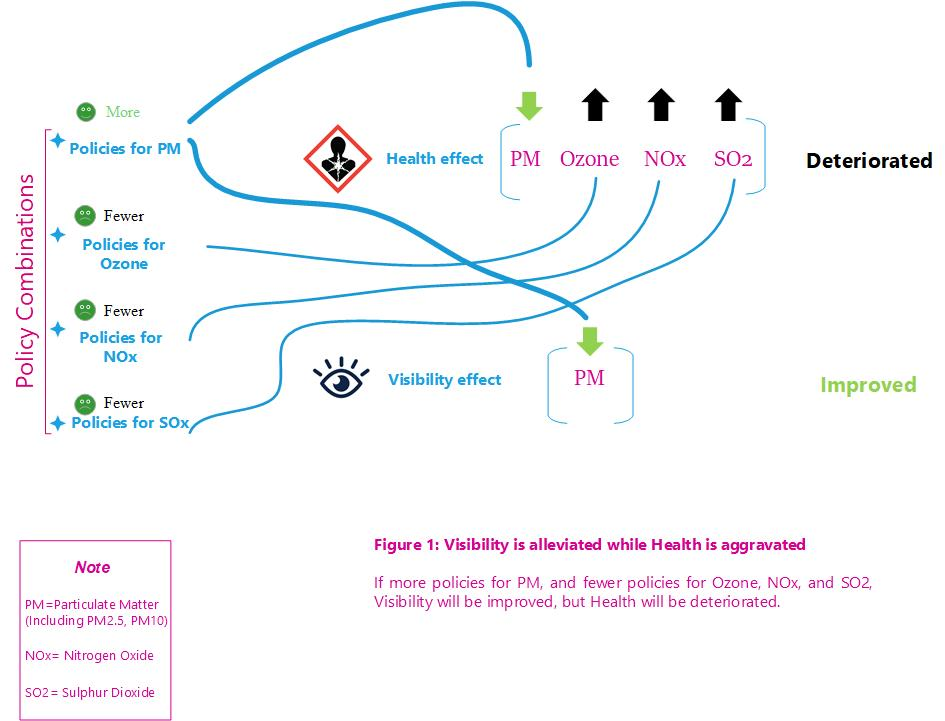 More
Policies for PM
Fewer
Policies for
Ozone
Fewer
Policies for
NOx
Fewer
Policies for SOx
Policy Combinations
Health effect
PM Ozone NOx SO2
Deteriorated
Visibility effect
PM
Improved
Note
PM=Particulate Matter
(Including PM2.5, PM10)
NOx= Nitrogen Oxide
SO2= Sulphur Dioxide
Figure 1: Visibility is alleviated while Health is aggravated
If more policies for PM, and fewer policies for Ozone, NOx, and SO2,
Visibility will be improved, but Health will be deteriorated.